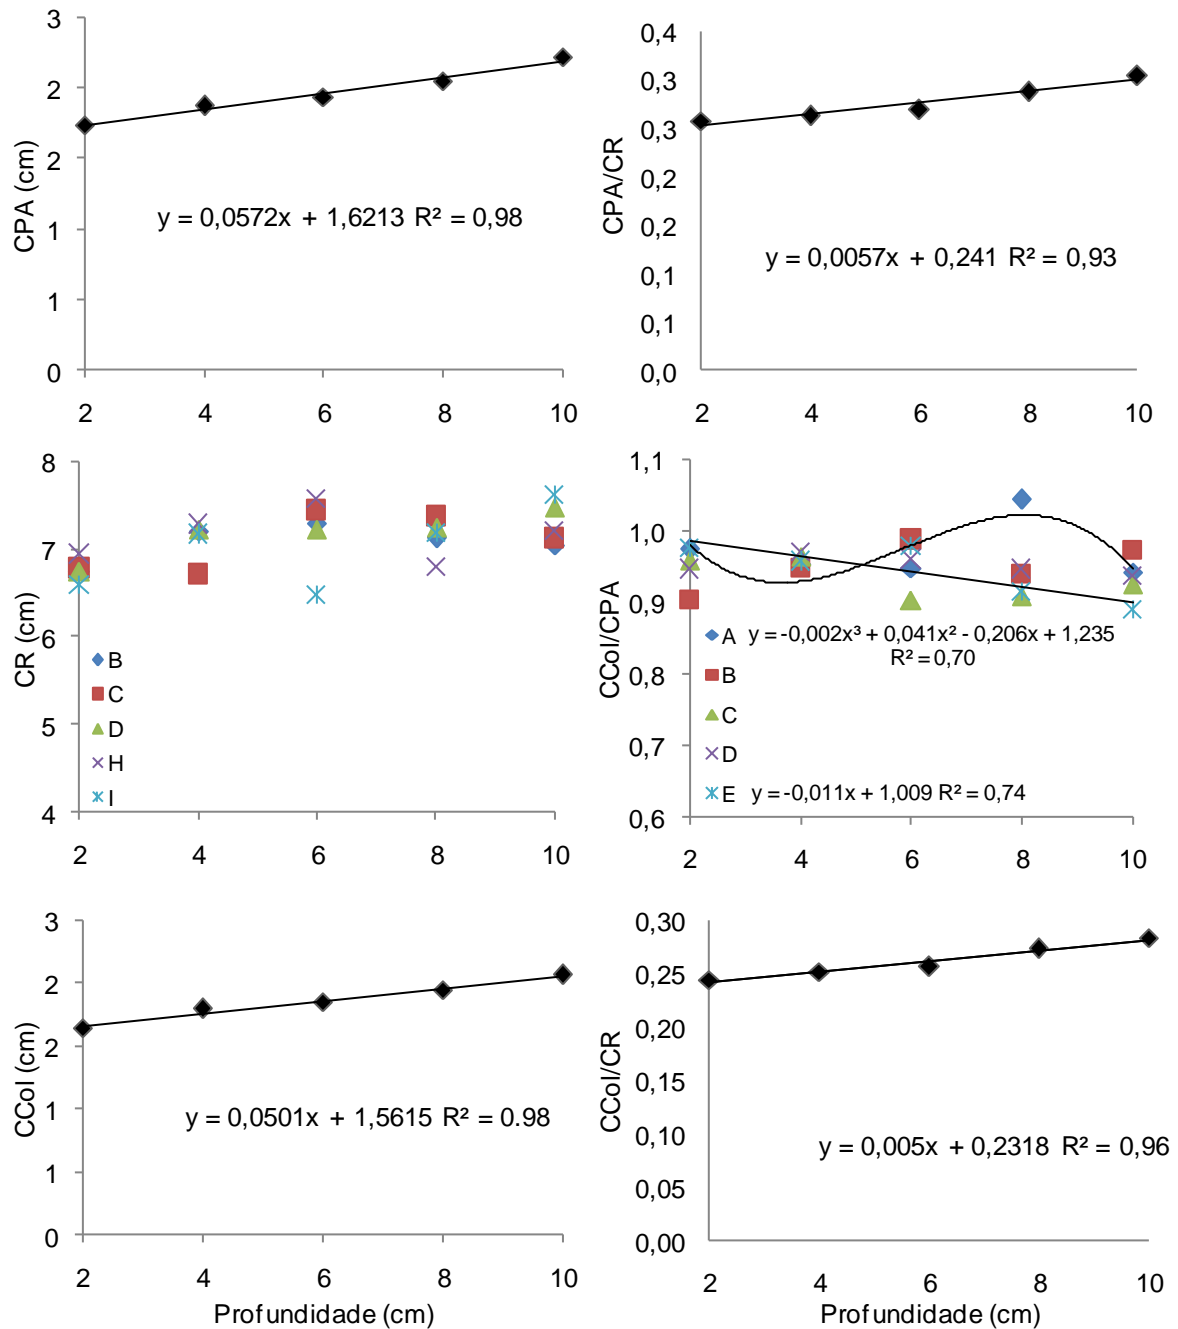 3
2
2
1
1
0
CPA (cm)
y = 0,0572x + 1,6213 R² = 0,98
2 4 6 8 10
0,4
0,3
0,3
0,2
0,2
0,1
0,1
0,0
CPA/CR
y = 0,0057x + 0,241 R² = 0,93
2 4 6 8 10
8
7
6
5
4
CR (cm)
B
C
D
H
I
2 4 6 8 10
1,1
1,0
0,9
0,8
0,7
0,6
CCol/CPA
A y = -0,002x³ + 0,041x² - 0,206x + 1,235
R² = 0,70
B
C
D
E y = -0,011x + 1,009 R² = 0,74
2 4 6 8 10
3
2
2
1
1
0
CCol (cm)
y = 0,0501x + 1,5615 R² = 0.98
2 4 6 8 10
Profundidade (cm)
0,30
0,25
0,20
0,15
0,10
0,05
0,00
CCol/CR
y = 0,005x + 0,2318 R² = 0,96
2 4 6 8 10
Profundidade (cm)